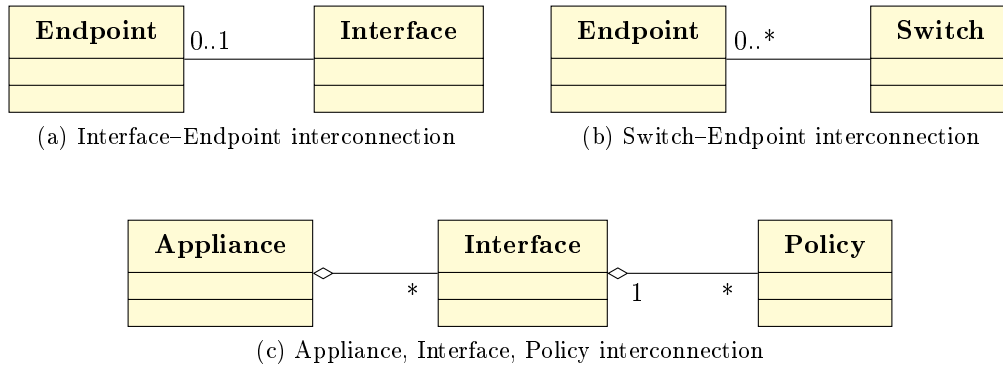 Endpoint 0..1 Interface
Endpoint 0..* Switch
(a) Interface–Endpoint interconnection
(b) Switch–Endpoint interconnection
Appliance * Interface 1 * Policy
(c) Appliance, Interface, Policy interconnection